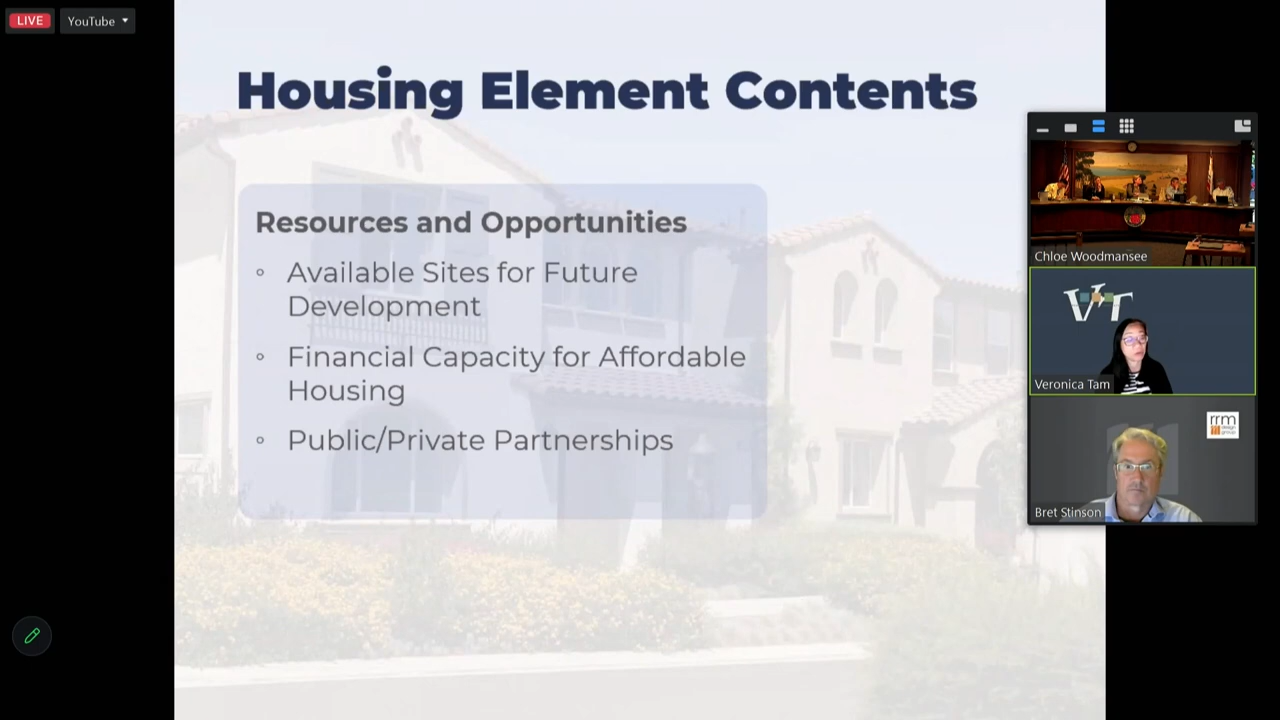 LIVE
YouTube
Housing Element Contents
Resources and Opportunities
Available Sites for Future
Development
Financial Capacity for Affordable
Housing
Public/Private Partnerships
Chloe Woodmansee
VT
Veronica Tam
rrm
design
group
Bret Stinson